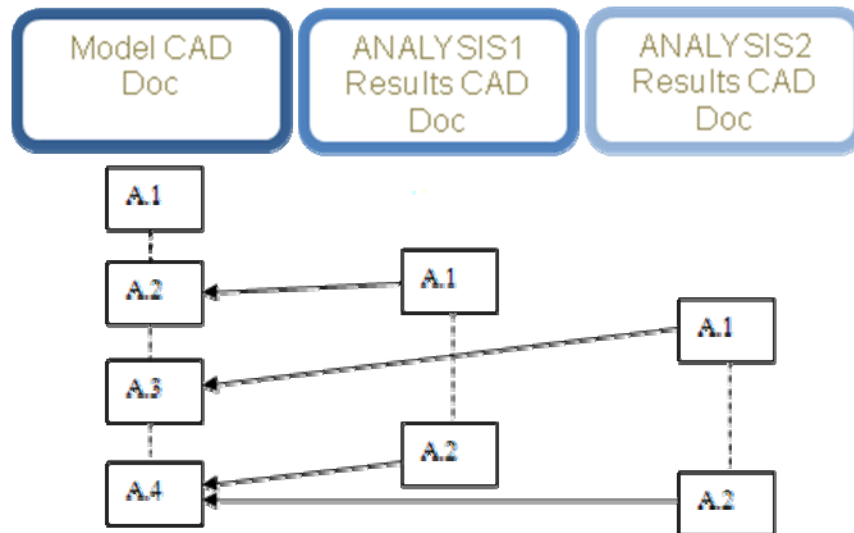 Model CAD
Doc
ANALYSIS1
Results CAD
Doc
ANALYSIS2
Results CAD
Doc
A.1
A.2
A.1
A.1
A.3
A.2
A.4
A.2